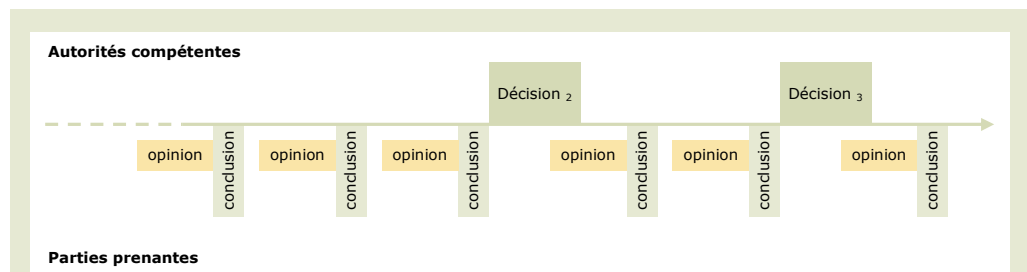 Autorités compétentes
Décision 2
Décision 3
opinion
conclusion
opinion
conclusion
opinion
conclusion
opinion
conclusion
opinion
conclusion
opinion
conclusion
Parties prenantes